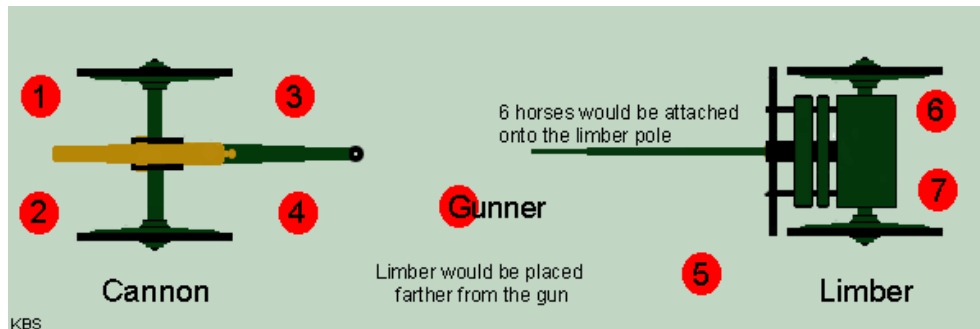 1
3
6 horses would be attached
onto the limber pole
6
2
4
Gunner
7
Limber would be placed
farther from the gun
5
Cannon
Limber
KBS